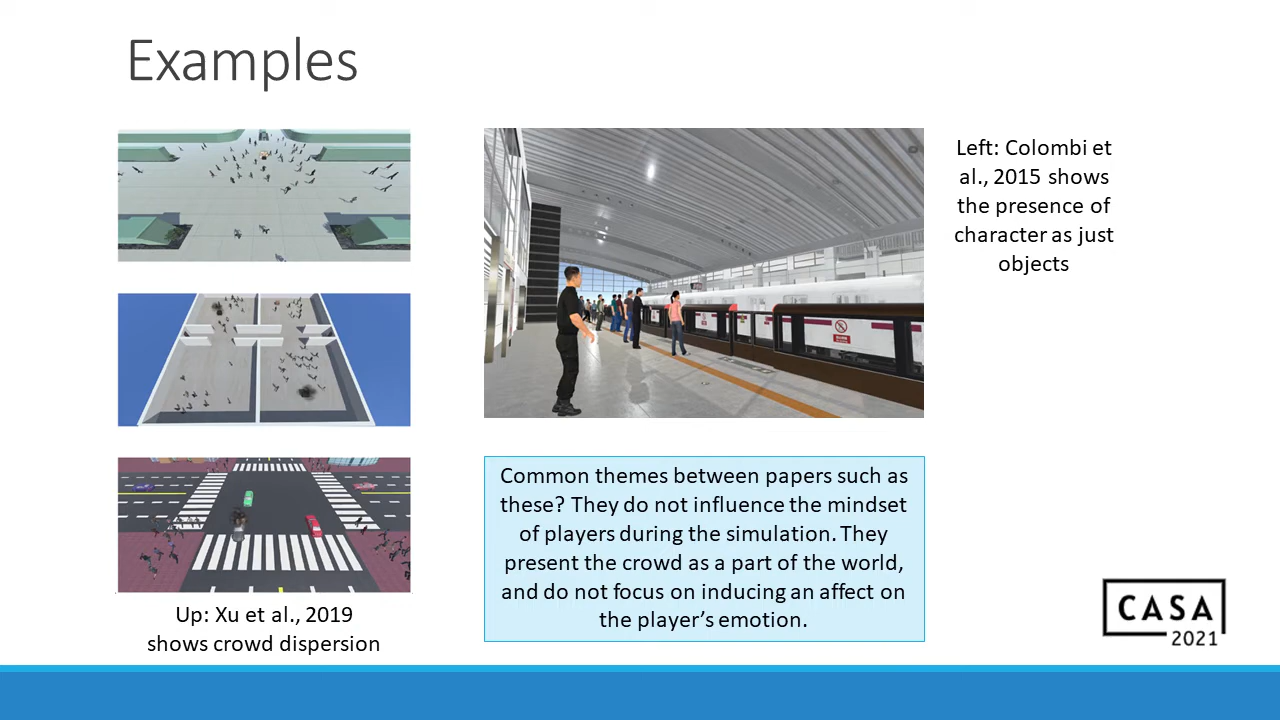 Examples
Up: Xu et al., 2019
shows crowd dispersion
Left: Colombi et
al., 2015 shows
the presence of
character as just
objects
Common themes between papers such as
these? They do not influence the mindset
of players during the simulation. They
present the crowd as a part of the world,
and do not focus on inducing an affect on
the player's emotion.
CASA
2021